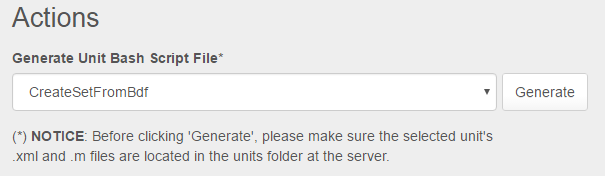 Actions
Generate Unit Bash Script File*
CreateSetFromBdf
Generate
(*) NOTICE: Before clicking 'Generate', please make sure the selected unit's
.xml and .m files are located in the units folder at the server.